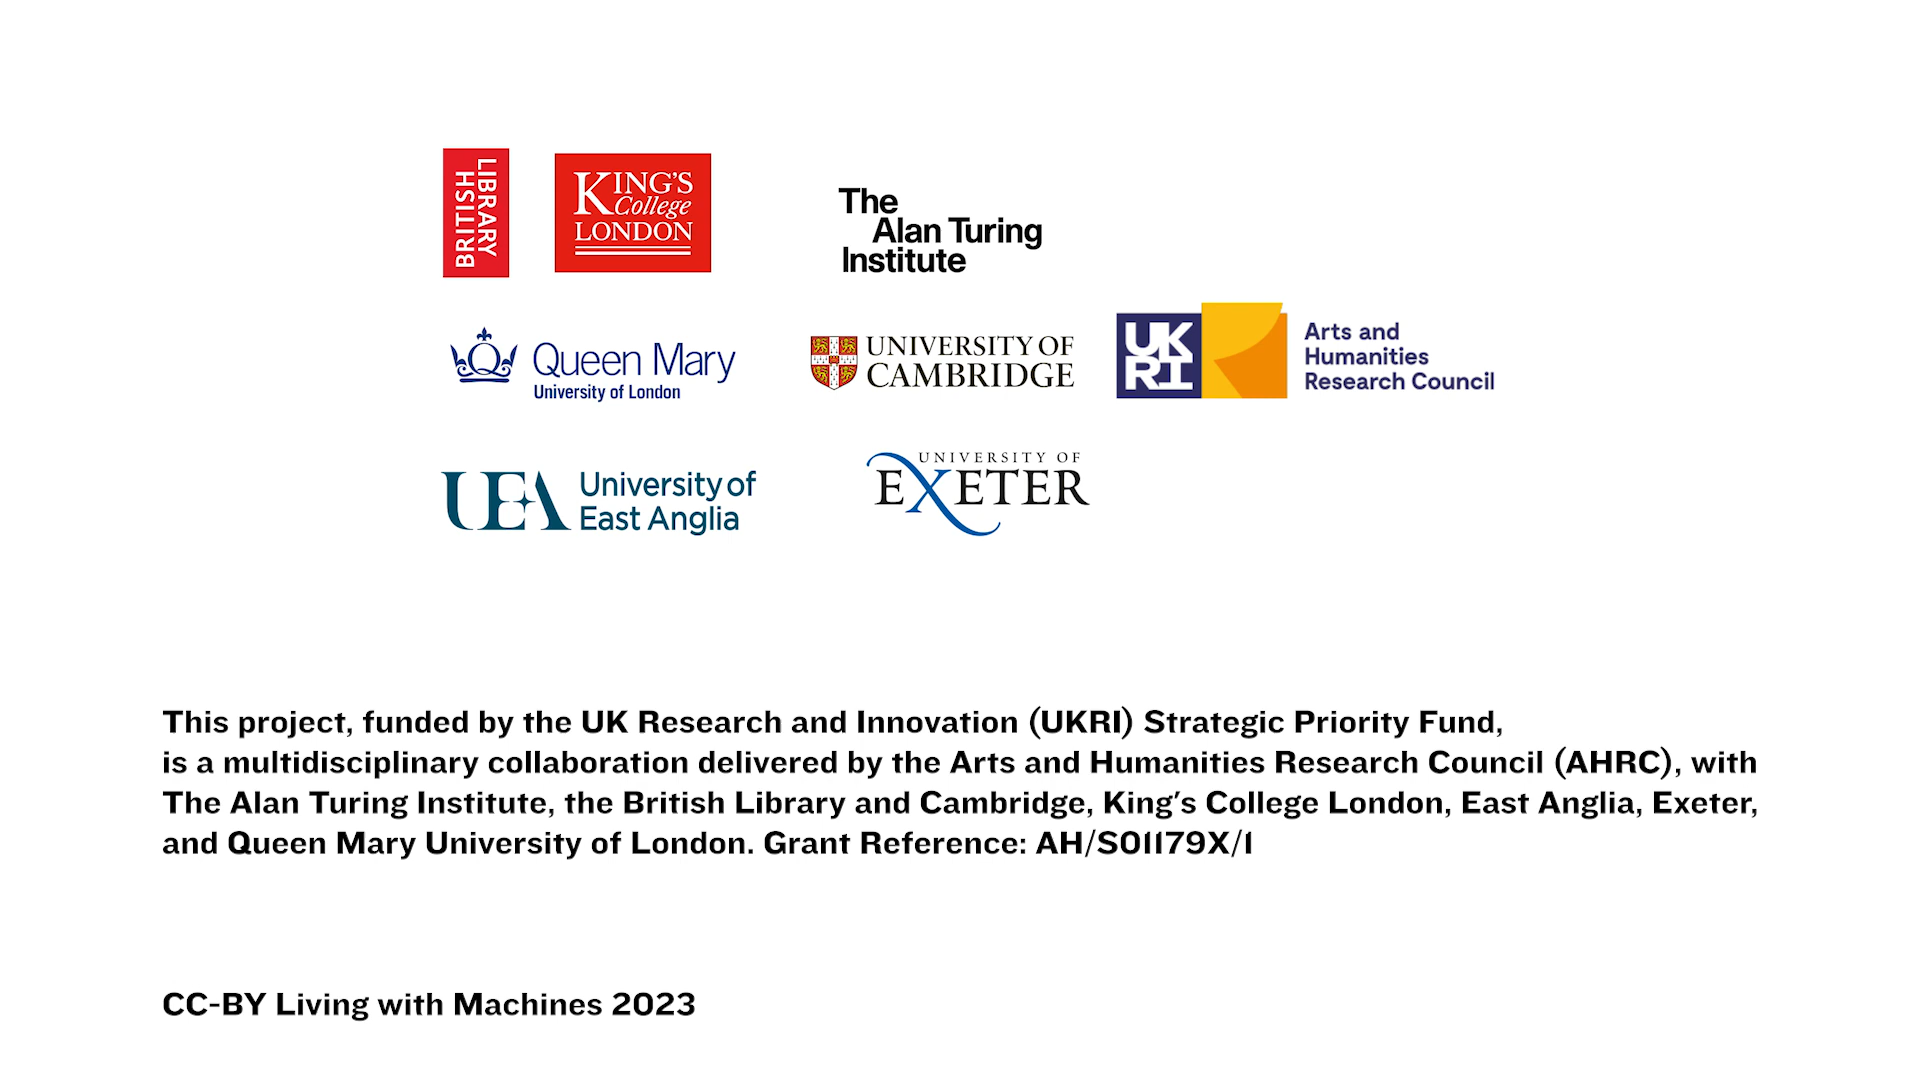 BRITISH
LIBRARY
KING'S
College
LONDON
The
Alan Turing
Institute
Queen Mary
University of London
UNIVERSITY OF
CAMBRIDGE
UK
RI
Arts and
Humanities
Research Council
UEA
University of
East Anglia
UNIVERSITY OF
EXETER
This project, funded by the UK Research and Innovation (UKRI) Strategic Priority Fund,
is a multidisciplinary collaboration delivered by the Arts and Humanities Research Council (AHRC), with
The Alan Turing Institute, the British Library and Cambridge, King's College London, East Anglia, Exeter,
and Queen Mary University of London. Grant Reference: AH/S01179X/1
CC-BY Living with Machines 2023